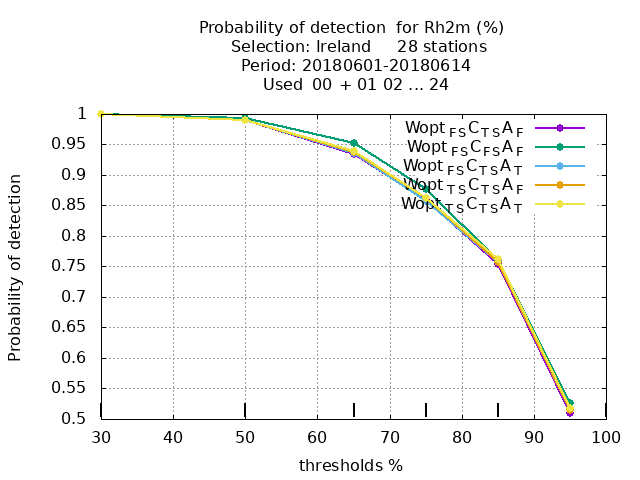 Probability of detection for Rh2m (%)
Selection: Ireland 28 stations
Period: 20180601-20180614
Used 00 + 01 02 ... 24
Probability of detection
1
0.95
0.9
0.85
0.8
0.75
0.7
0.65
0.6
0.55
0.5
Wopt FS C TS A F
Wopt FS C FS A F
Wopt FS C TS A T
Wopt TS C TS A F
Wopt TS C TS A T
30 40 50 60 70 80 90 100
thresholds %